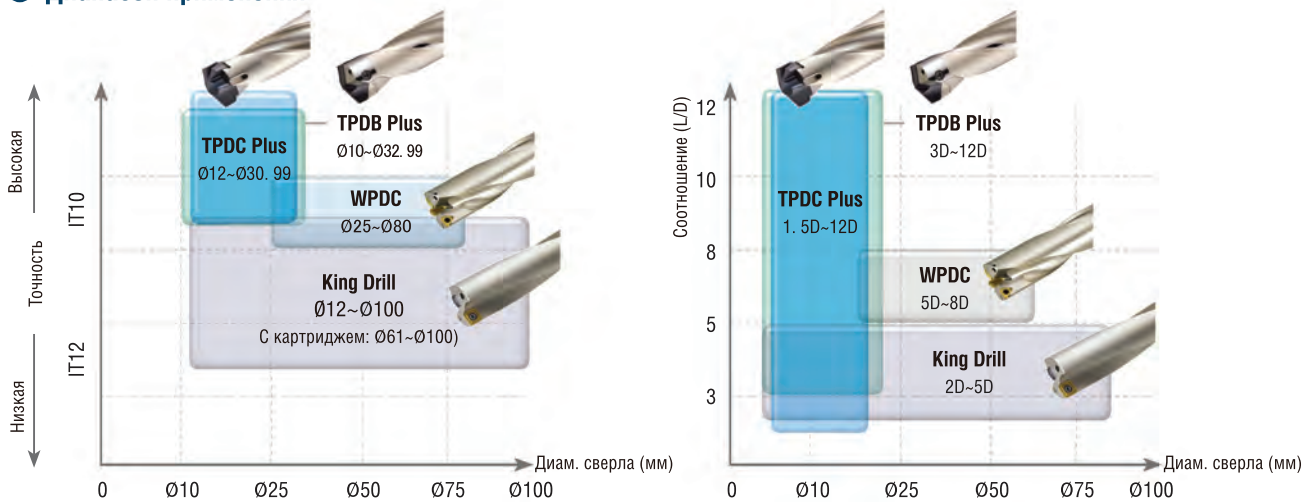 Высокая
Точность
Низкая
IT10
IT12
TPDC Plus
Ø12~Ø30. 99
TPDB Plus
Ø10~Ø32. 99
WPDC
Ø25~Ø80
King Drill
Ø12~Ø100
С картриджем: Ø61~Ø100)
Диам. сверла (мм)
0 Ø10 Ø25 Ø50 Ø75 Ø100
Соотношение (L/D)
12
10
8
5
3
TPDB Plus
3D~12D
TPDC Plus
1. 5D~12D
WPDC
5D~8D
King Drill
2D~5D
Диам. сверла (мм)
0 Ø10 Ø25 Ø50 Ø75 Ø100